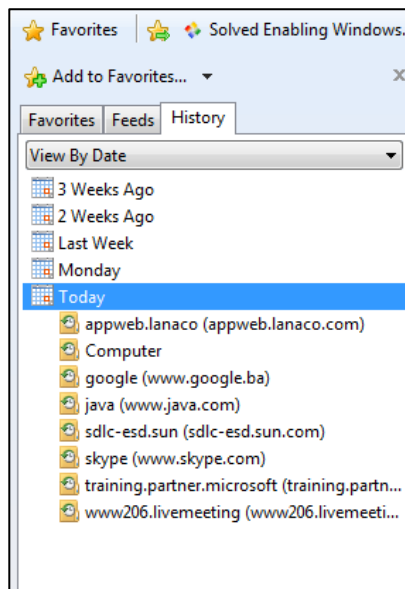 Favorites Solved Enabling Windows.
Add to Favorites... x
Favorites Feeds History
View By Date
3 Weeks Ago
2 Weeks Ago
Last Week
Monday
Today
appweb.lanaco (appweb.lanaco.com)
Computer
google (www.google.ba)
java (www.java.com)
sdlc-esd.sun (sdlc-esd.sun.com)
skype (www.skype.com)
training.partner.microsoft (training.partn...
www206.livemeeting (www206.livemeeti...